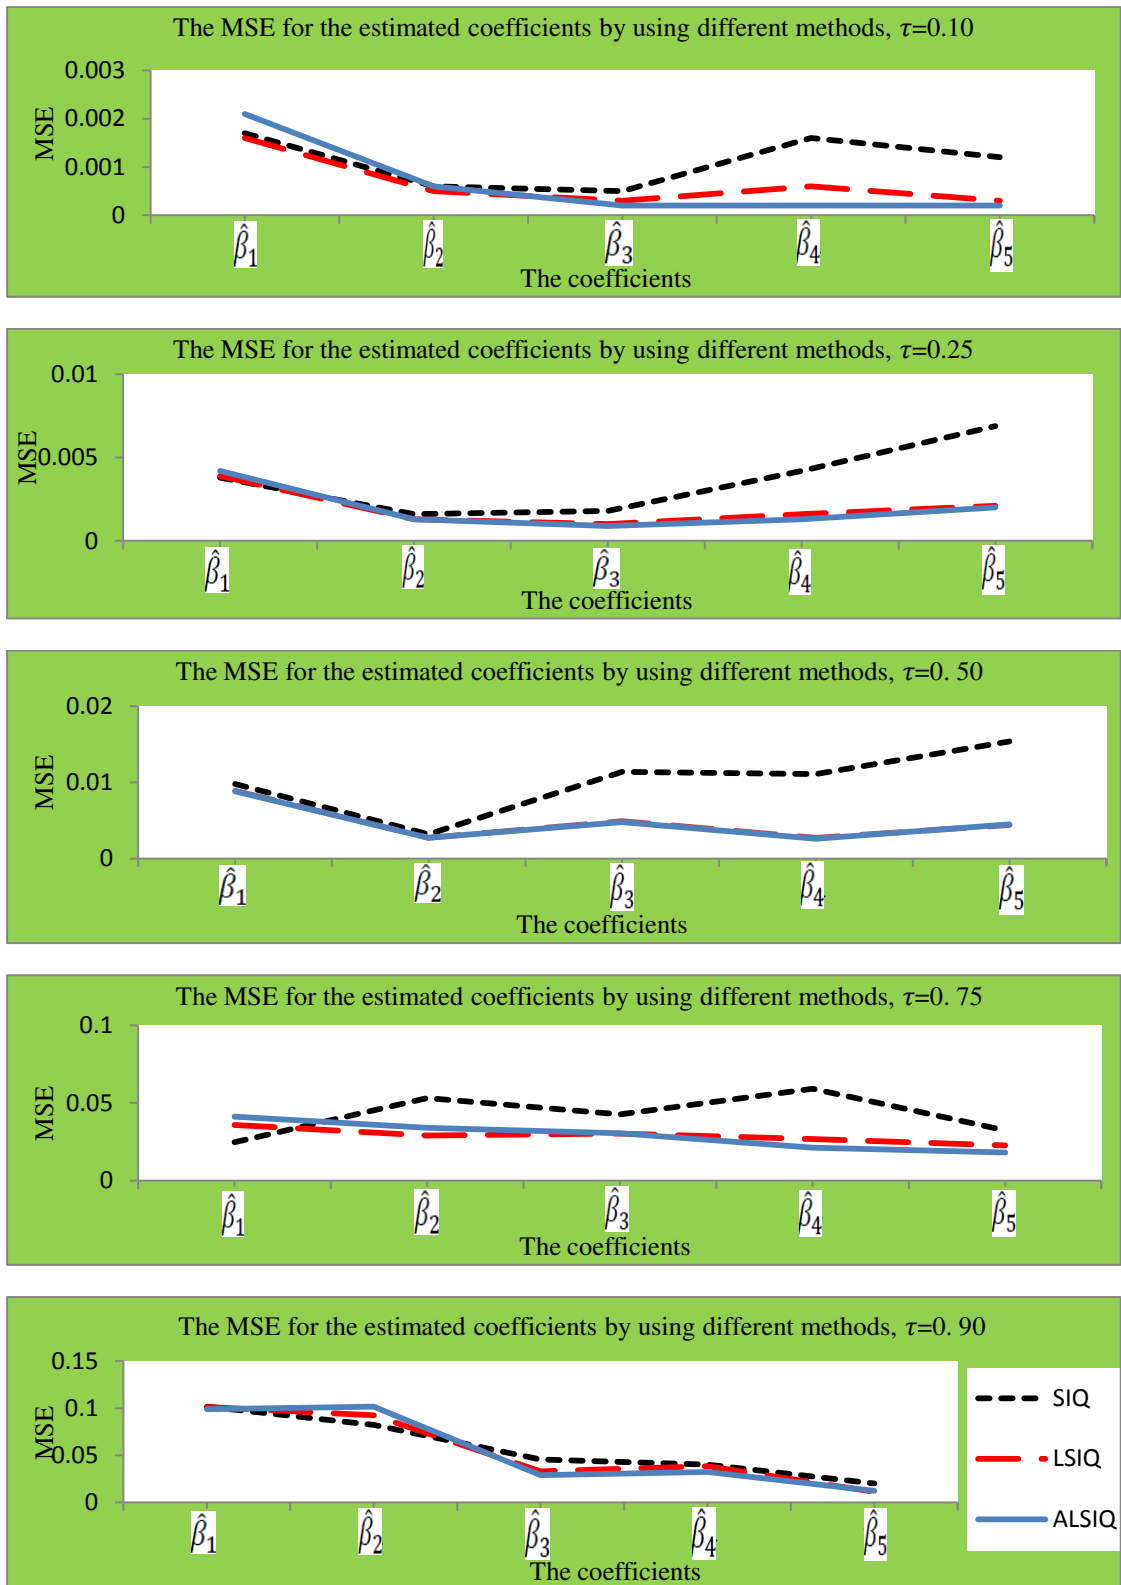 The MSE for the estimated coefficients by using different methods, τ=0.10
0.003
0.002
0.001
0
MSE
β̂1 β̂2 β̂3 β̂4 β̂5
The coefficients
The MSE for the estimated coefficients by using different methods, τ=0.25
0.01
0.005
0
MSE
β̂1 β̂2 β̂3 β̂4 β̂5
The coefficients
The MSE for the estimated coefficients by using different methods, τ=0. 50
0.02
0.01
0
MSE
β̂1 β̂2 β̂3 β̂4 β̂5
The coefficients
The MSE for the estimated coefficients by using different methods, τ=0. 75
0.1
0.05
0
MSE
β̂1 β̂2 β̂3 β̂4 β̂5
The coefficients
The MSE for the estimated coefficients by using different methods, τ=0. 90
0.15
0.1
0.05
0
MSE
β̂1 β̂2 β̂3 β̂4 β̂5
The coefficients
SIQ
LSIQ
ALSIQ